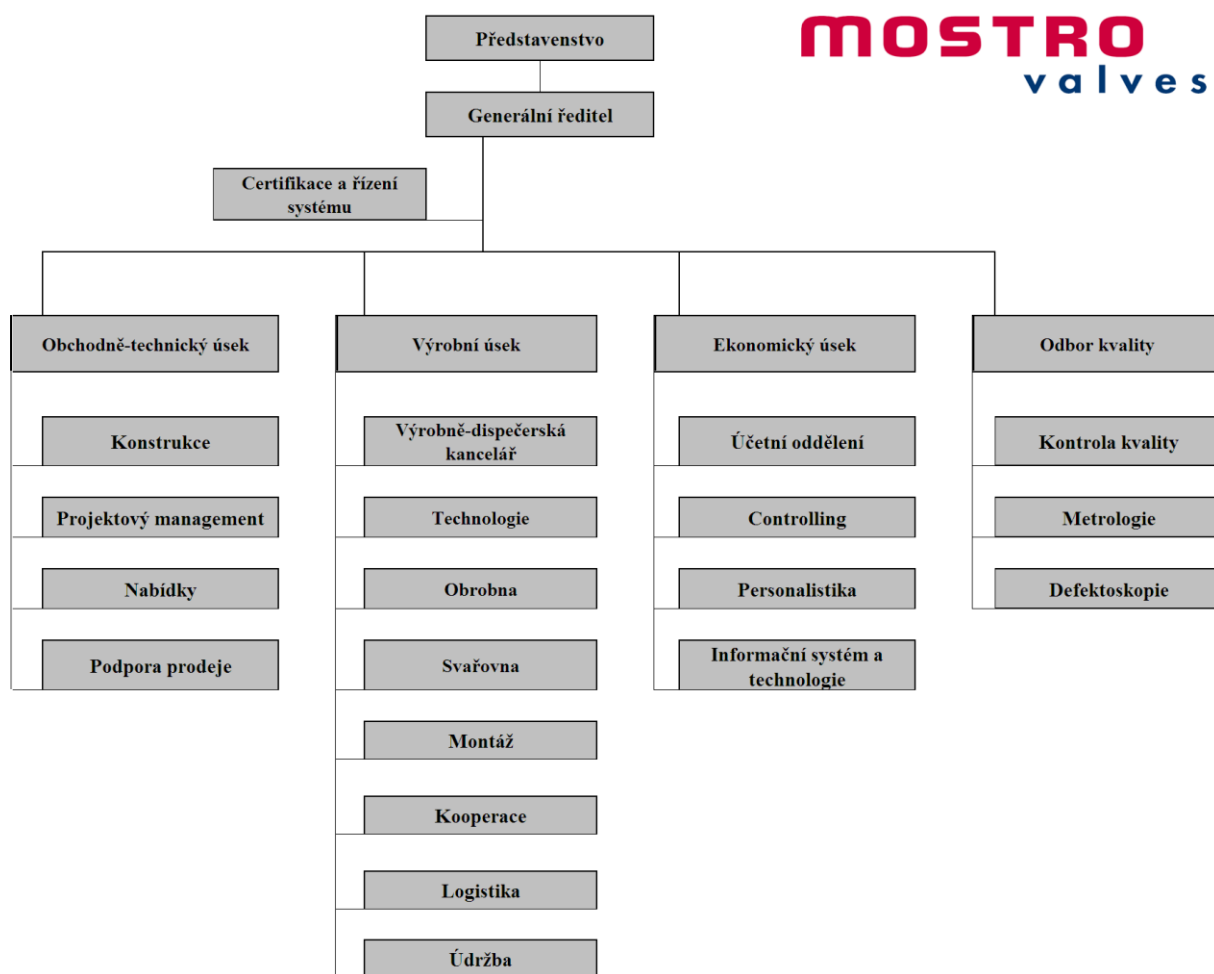 MOSTRO
valves
Představenstvo
Generální ředitel
Certifikace a řízení
systému
Obchodně-technický úsek
Konstrukce
Projektový management
Nabídky
Podpora prodeje
Výrobní úsek
Výrobně-dispečerská
kancelář
Technologie
Obrobna
Svařovna
Montáž
Kooperace
Logistika
Údržba
Ekonomický úsek
Účetní oddělení
Controlling
Personalistika
Informační systém a
technologie
Odbor kvality
Kontrola kvality
Metrologie
Defektoskopie